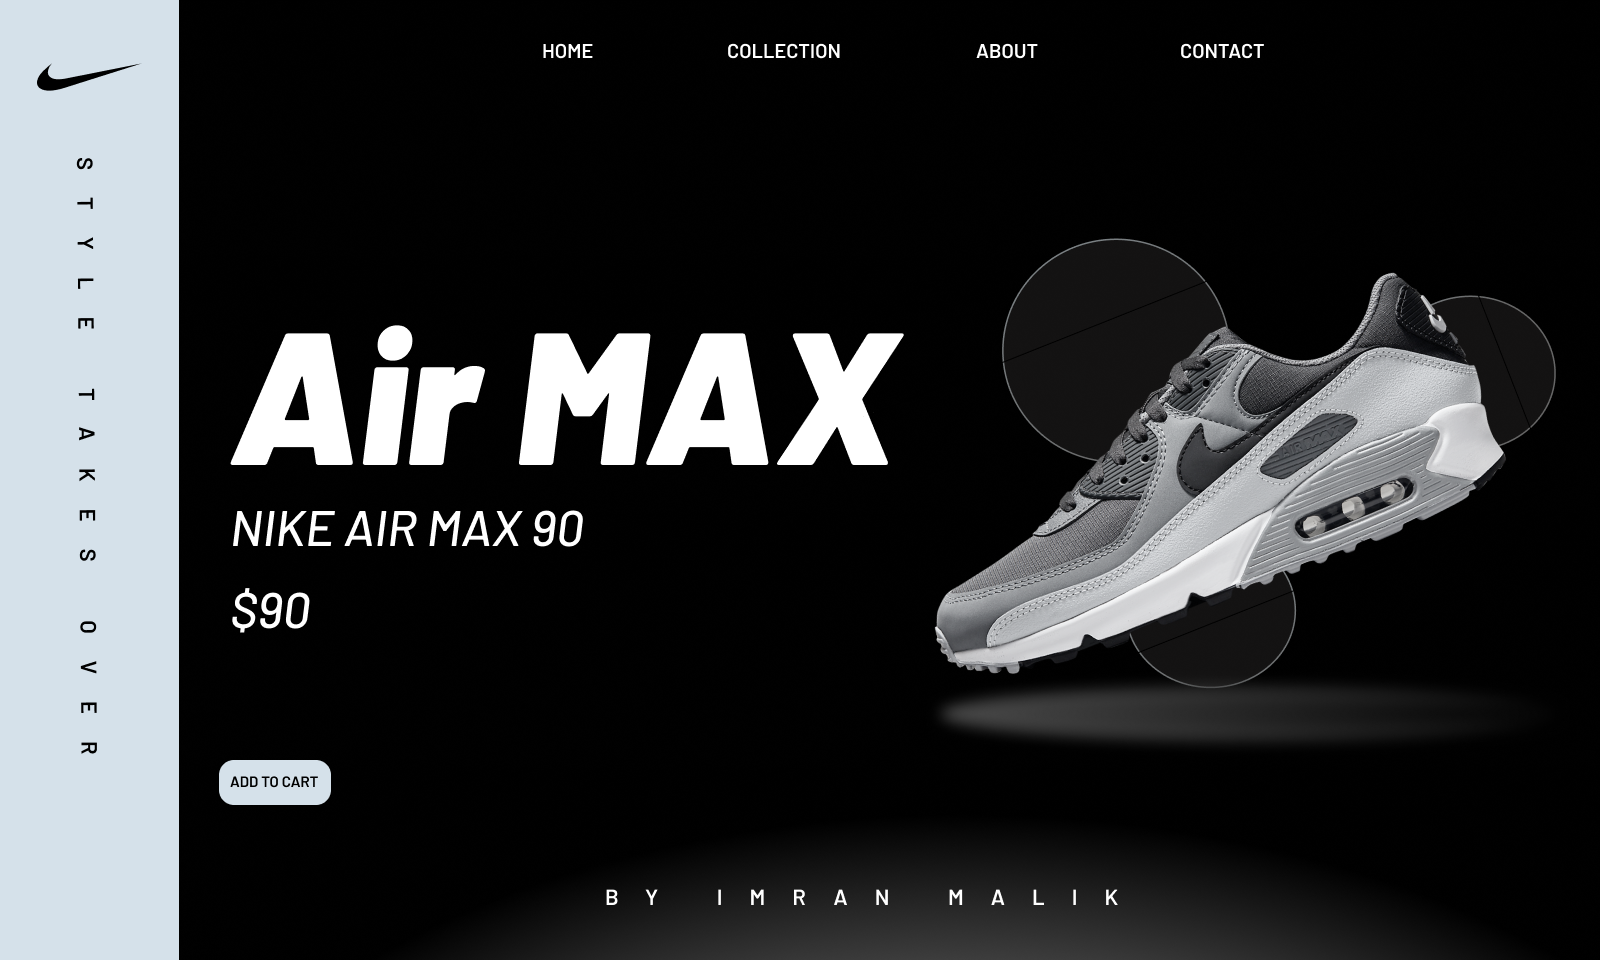 HOME COLLECTION ABOUT CONTACT
STYLE TAKES OVER
Air MAX
NIKE AIR MAX 90
$90
ADD TO CART
BY IMRAN MALIK